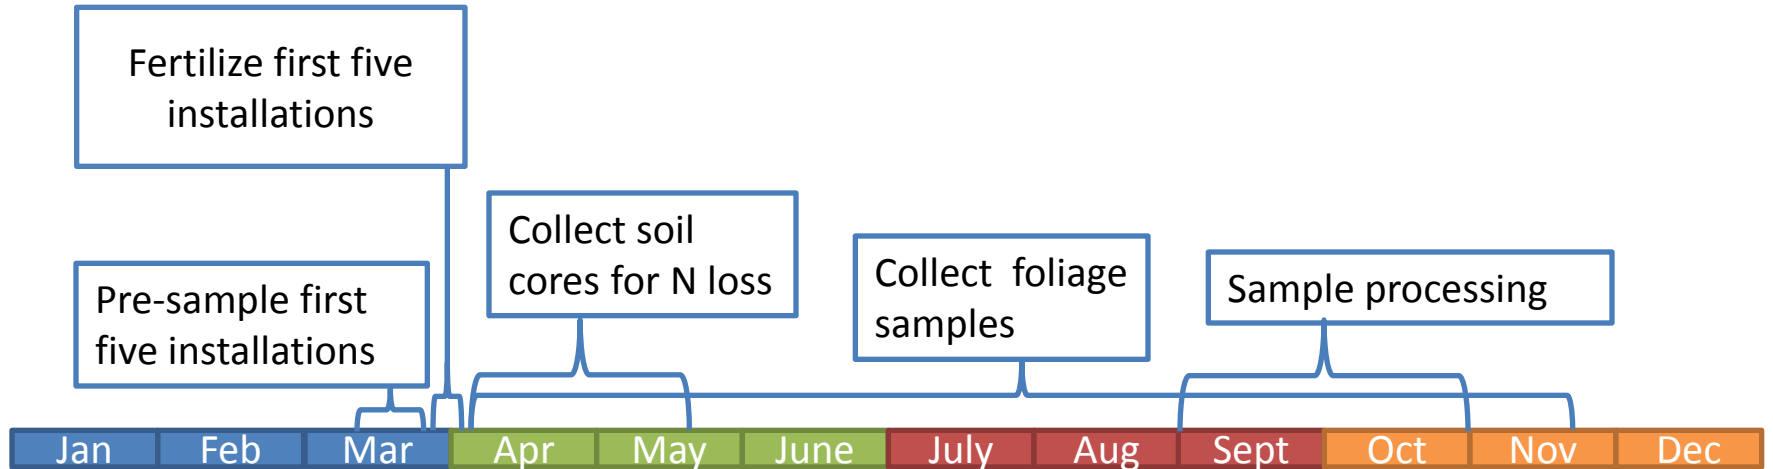 Fertilize first five
installations
Collect soil
cores for N loss
Pre-sample first
five installations
Collect foliage
samples
Sample processing
Jan Feb Mar Apr May June July Aug Sept Oct Nov Dec